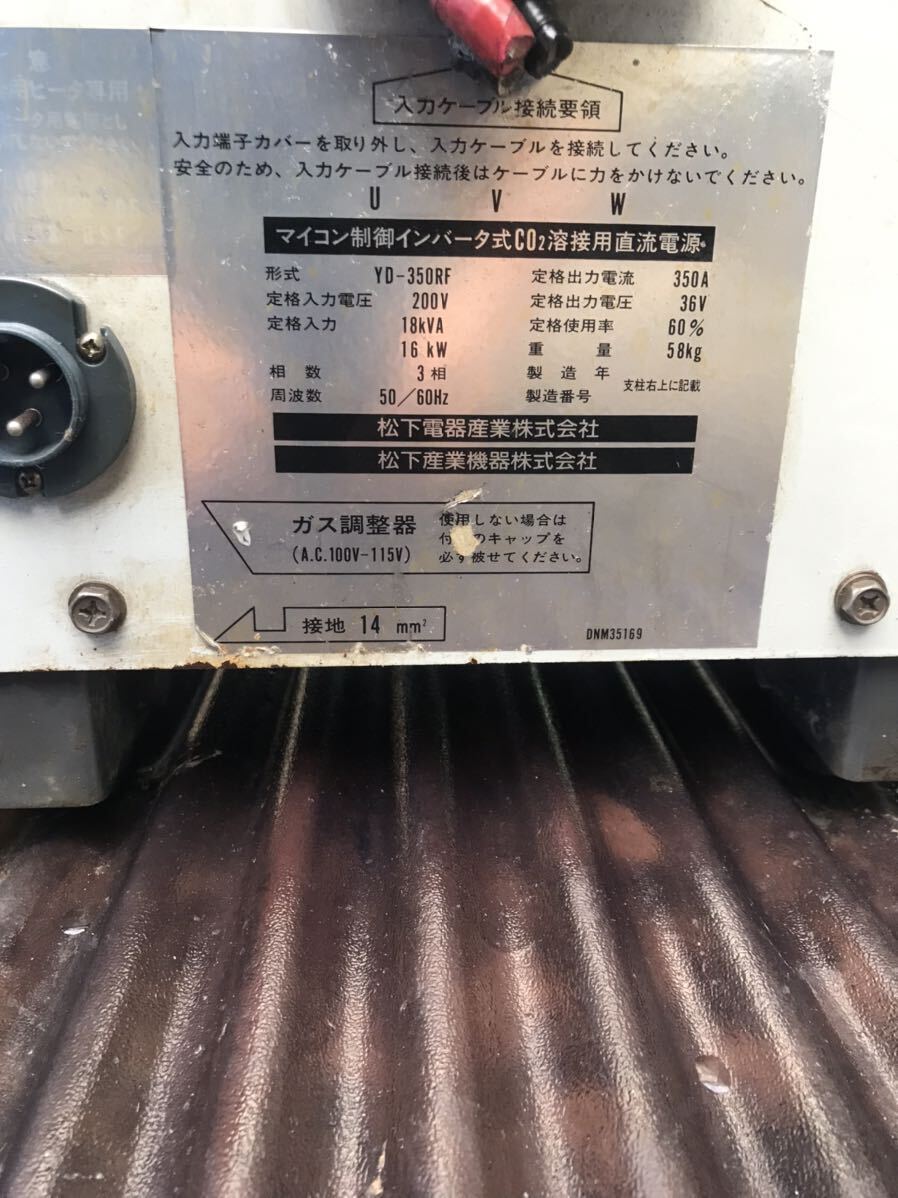 意
用ヒータ専用
入力ケーブル接続要領
入力端子カバーを取り外し、入力ケーブルを接続してください。
安全のため、入力ケーブル接続後はケーブルに力をかけないでください。
U V W
マイコン制御インバータ式CO₂溶接用直流電源
形式 YD-350RF 定格出力電流 350A
定格入力電圧 200V 定格出力電圧 36V
定格入力 18kVA 定格使用率 60%
16 kW 重量 58kg
相数 3相 製造年
周波数 50/60Hz 製造番号 支柱右上に記載
松下電器産業株式会社
松下産業機器株式会社
ガス調整器
(A.C.100V-115V)
使用しない場合は
付のキャップを
必ず被せてください。
接地 14 mm²
DNM35169